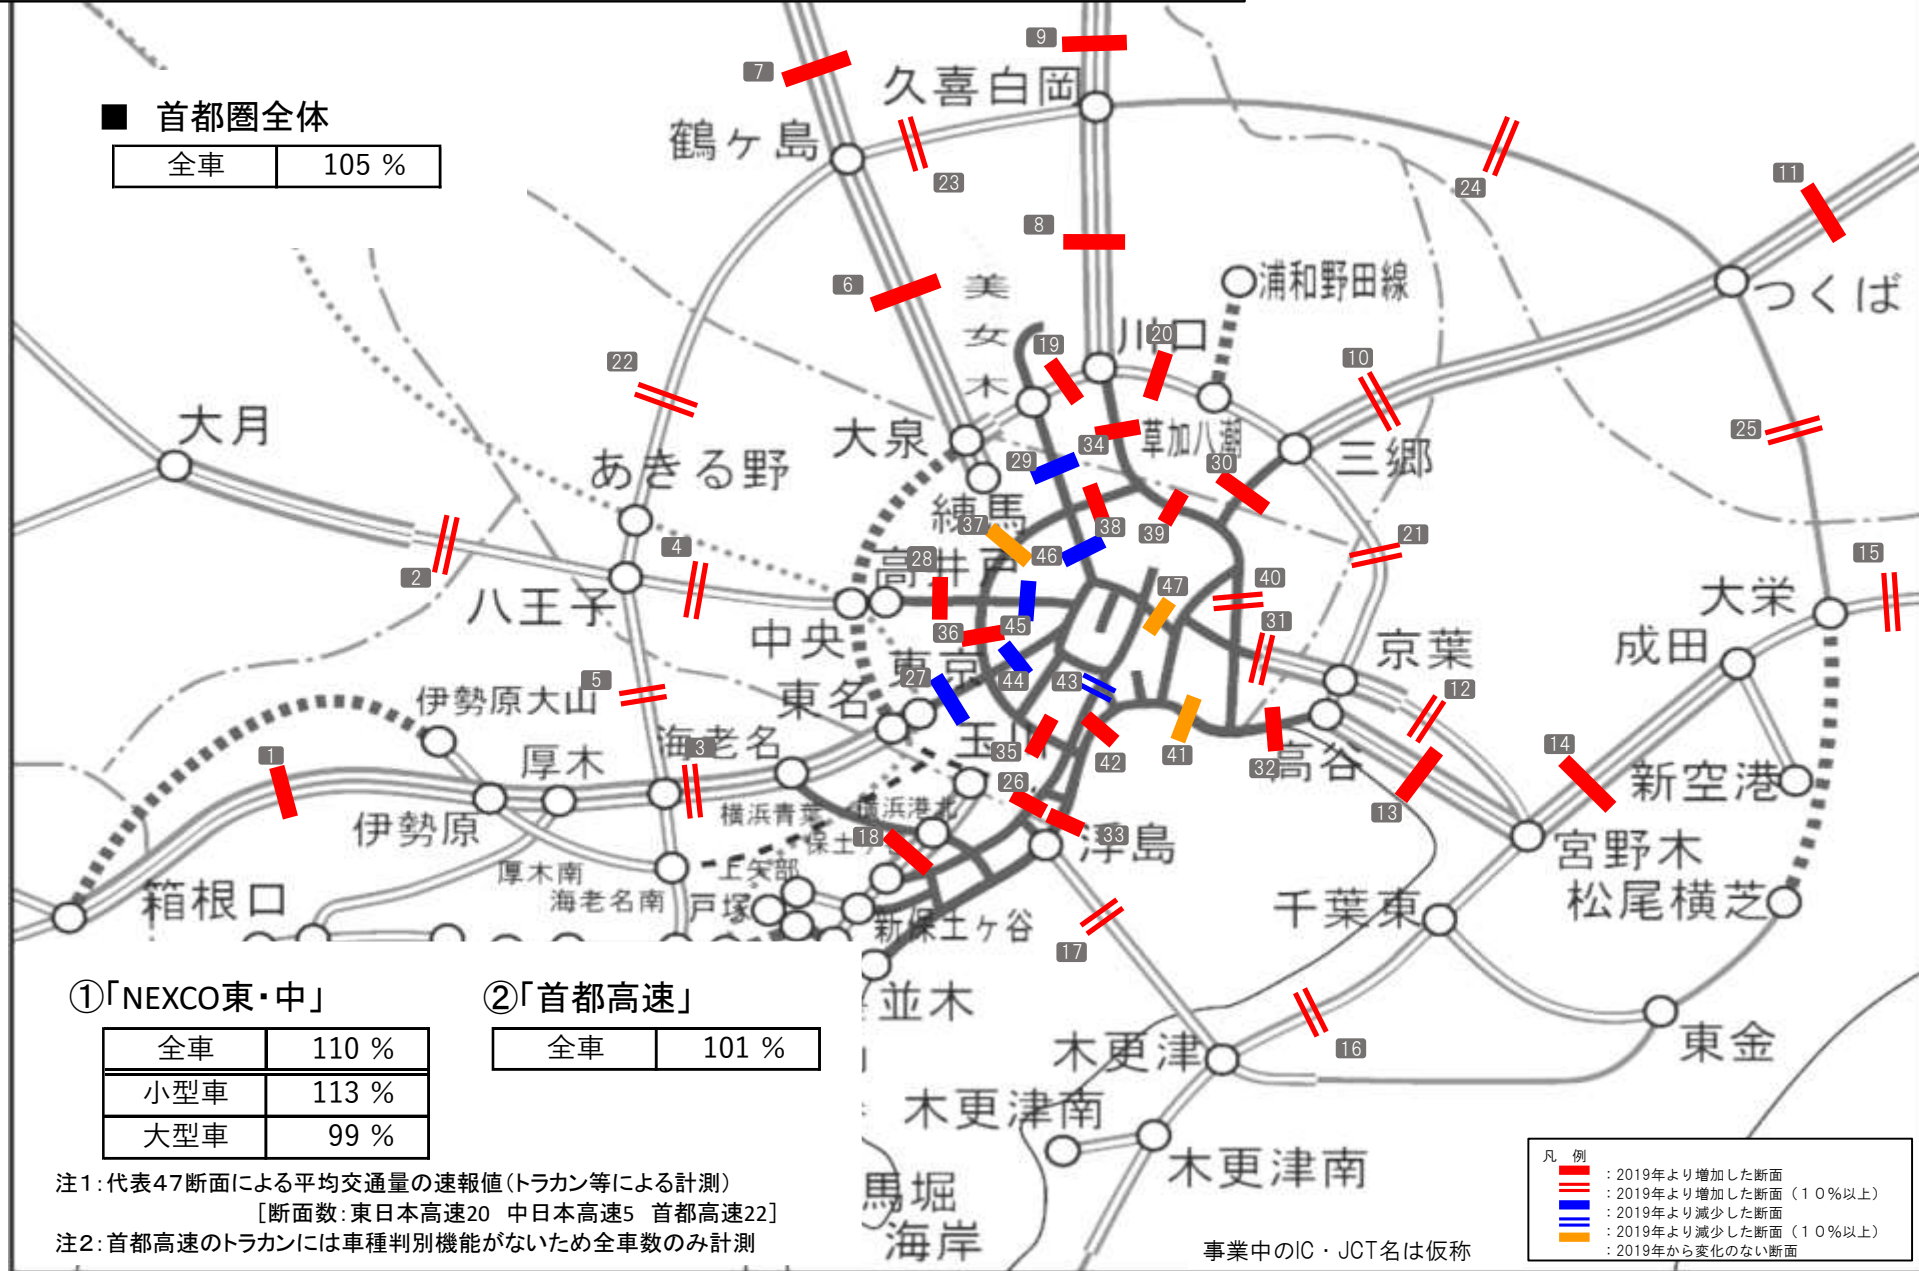 ■ 首都圏全体
全車 105 %
9
7
久喜白岡
鶴ヶ島
23
24
11
8
6
美女木
浦和野田線
つくば
川口
20
19
10
22
大月
大泉
34
草加八潮
三郷
25
あきる野
29
30
練馬
37
38
39
21
2
4
28
高井戸
46
47
40
15
八王子
大栄
中央
36
45
31
京葉
成田
東京
44
43
12
5
27
伊勢原大山
東名
玉川
1
厚木
海老名
3
35
42
41
32
高谷
14
新空港
26
横浜青葉
横浜港北
13
伊勢原
18
保土ヶ谷
33
浮島
宮野木
厚木南
上矢部
箱根口
海老名南
戸塚
千葉東
松尾横芝
新保土ヶ谷
17
①「NEXCO東・中」
全車 110 %
小型車 113 %
大型車 99 %
②「首都高速」
全車 101 %
並木
16
木更津
東金
木更津南
木更津南
馬堀
海岸
注1：代表47断面による平均交通量の速報値（トラカン等による計測）
［断面数：東日本高速20 中日本高速5 首都高速22］
注2：首都高速のトラカンには車種判別機能がないため全車数のみ計測
事業中のIC・JCT名は仮称
凡 例
：2019年より増加した断面
：2019年より増加した断面（１０％以上）
：2019年より減少した断面
：2019年より減少した断面（１０％以上）
：2019年から変化のない断面